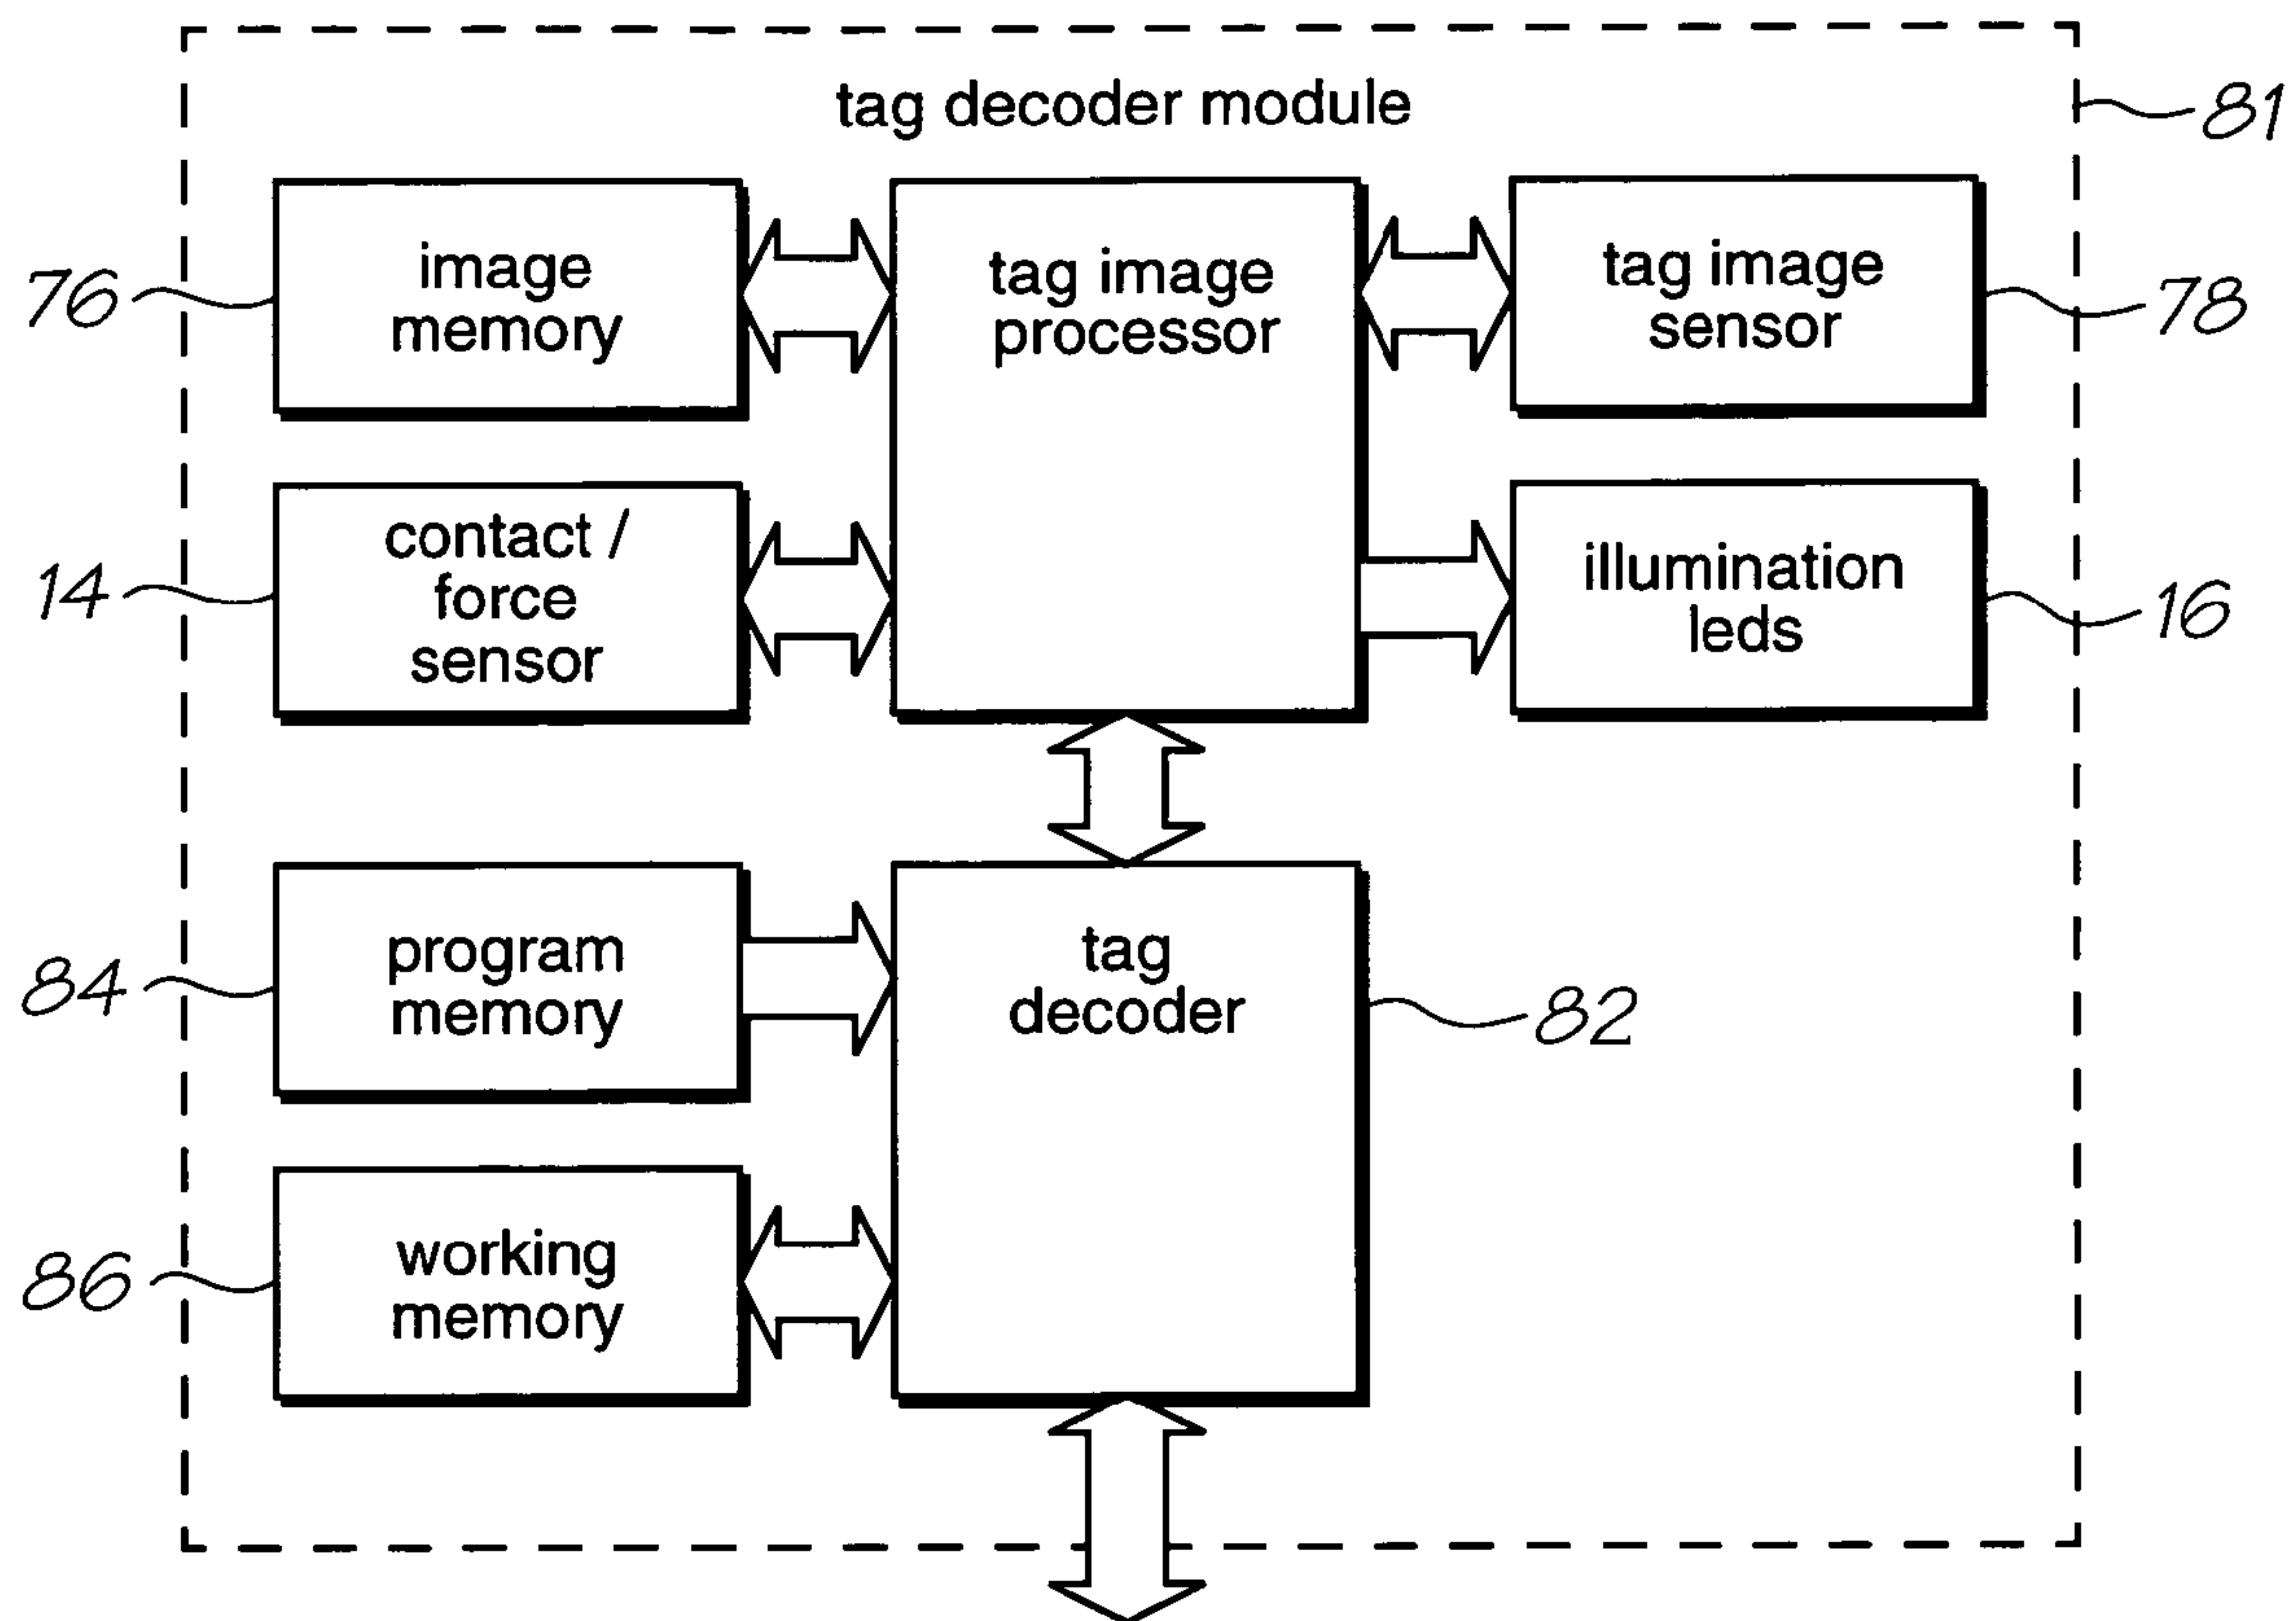 tag decoder module
81
76
image
memory
tag image
processor
tag image
sensor
78
14
contact /
force
sensor
illumination
leds
16
84
program
memory
tag
decoder
82
86
working
memory